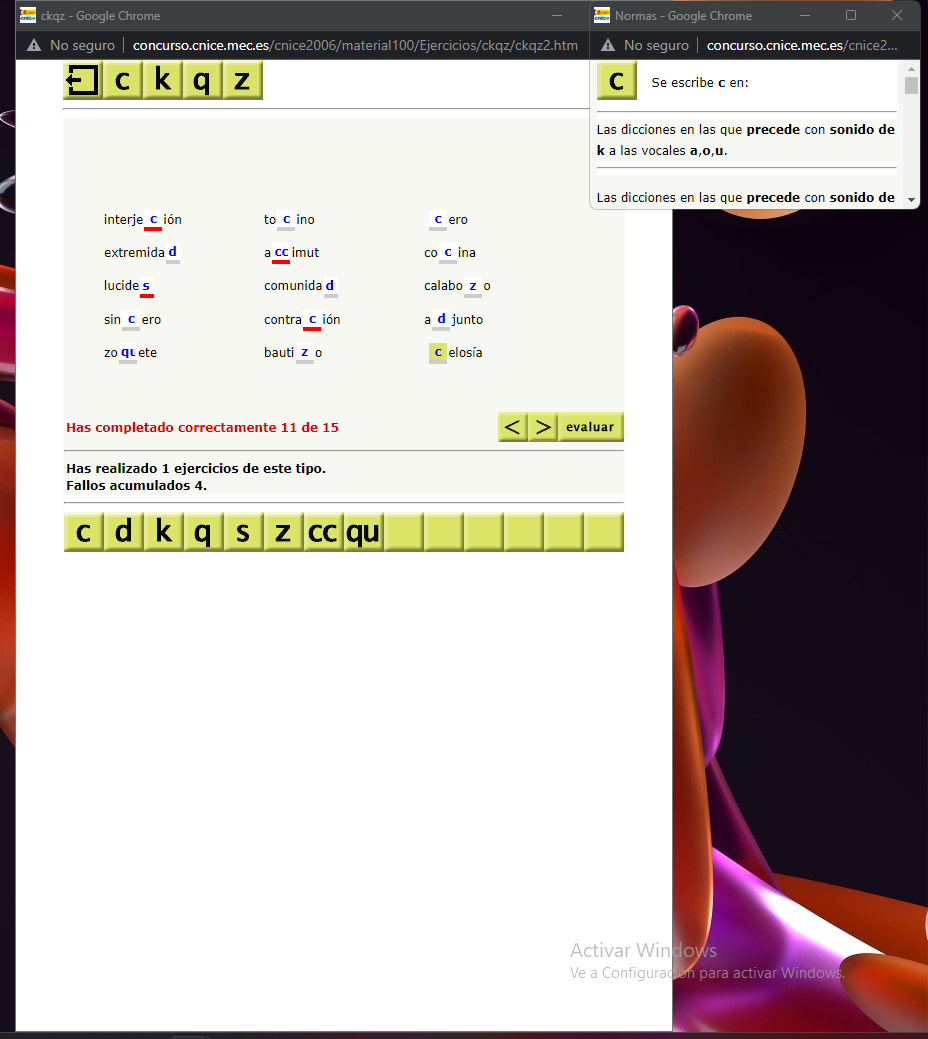 ckqz - Google Chrome
Normas - Google Chrome
No seguro | concurso.cnice.mec.es/cnice2006/material100/Ejercicios/ckqz/ckqz2.htm
No seguro | concurso.cnice.mec.es/cnice2...
c k q z
c Se escribe c en:
Las dicciones en las que precede con sonido de
k a las vocales a,o,u.
Las dicciones en las que precede con sonido de
interje c ión to c ino c ero
extremida d a cc imut co c ina
lucide s comunida d calabo z o
sin c ero contra c ión a d junto
zo qu ete bauti z o c elosía
Has completado correctamente 11 de 15
< > evaluar
Has realizado 1 ejercicios de este tipo.
Fallos acumulados 4.
c d k q s z cc qu
Activar Windows
Ve a Configuración para activar Windows.